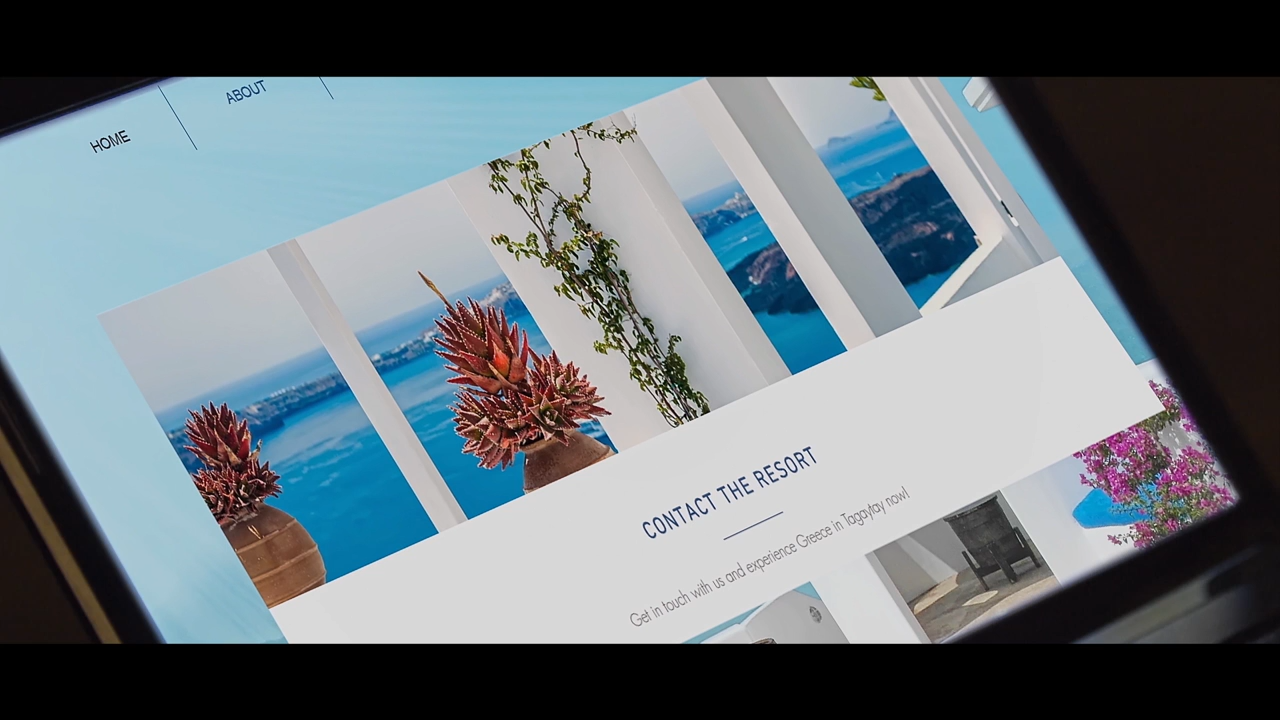 HOME
ABOUT
CONTACT THE RESORT
Get in touch with us and experience Greece in Tagaytay now!